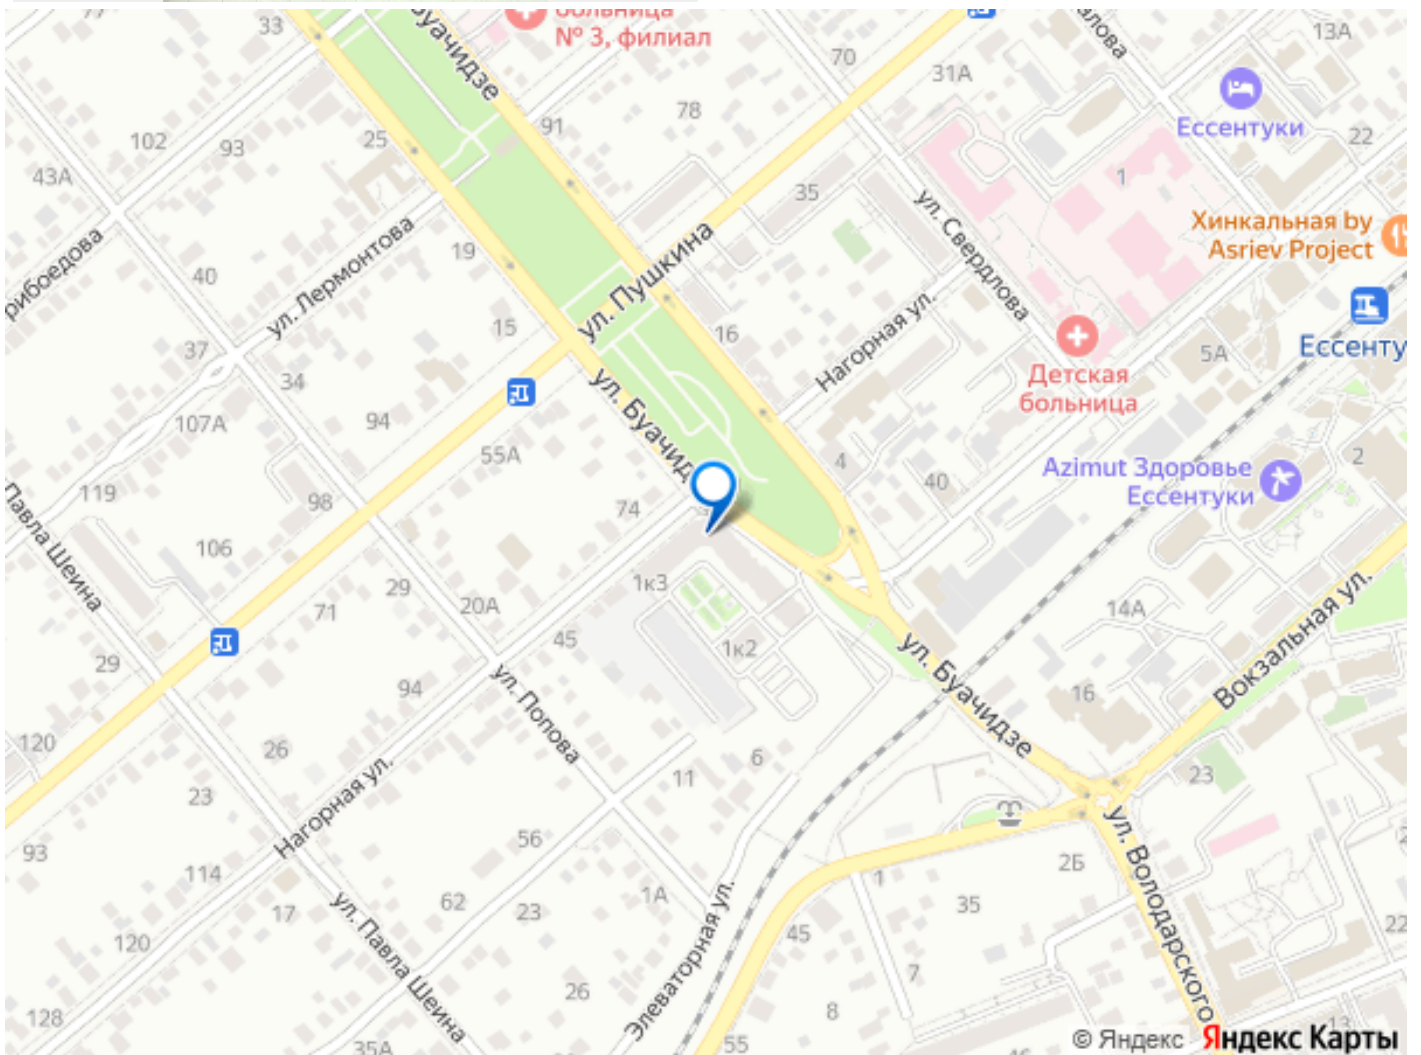 33
Буачидзе
больница
№ 3, филиал
70
31А
13А
Ессентуки
22
102
93
25
91
78
43А
35
1
ул. Свердлова
Хинкальная by
Asriev Project
ул. Лермонтова
19
40
ул. Пушкина
15
16
Нагорная ул.
37
34
5А
Детская
больница
107А
94
ул. Буачидзе
55А
4
40
Azimut Здоровье
Ессентуки
2
119
98
74
Павла Шеина
106
29
20А
1к3
71
45
1к2
14А
ул. Буачидзе
Вокзальная ул.
29
94
ул. Попова
16
120
26
6
11
23
23
Нагорная ул.
93
114
56
2Б
ул. Володарского
17
62
23
1А
1
35
120
ул. Павла Шеина
45
Элеваторная ул.
7
22
128
26
8
35А
55
13
© Яндекс Яндекс Карты